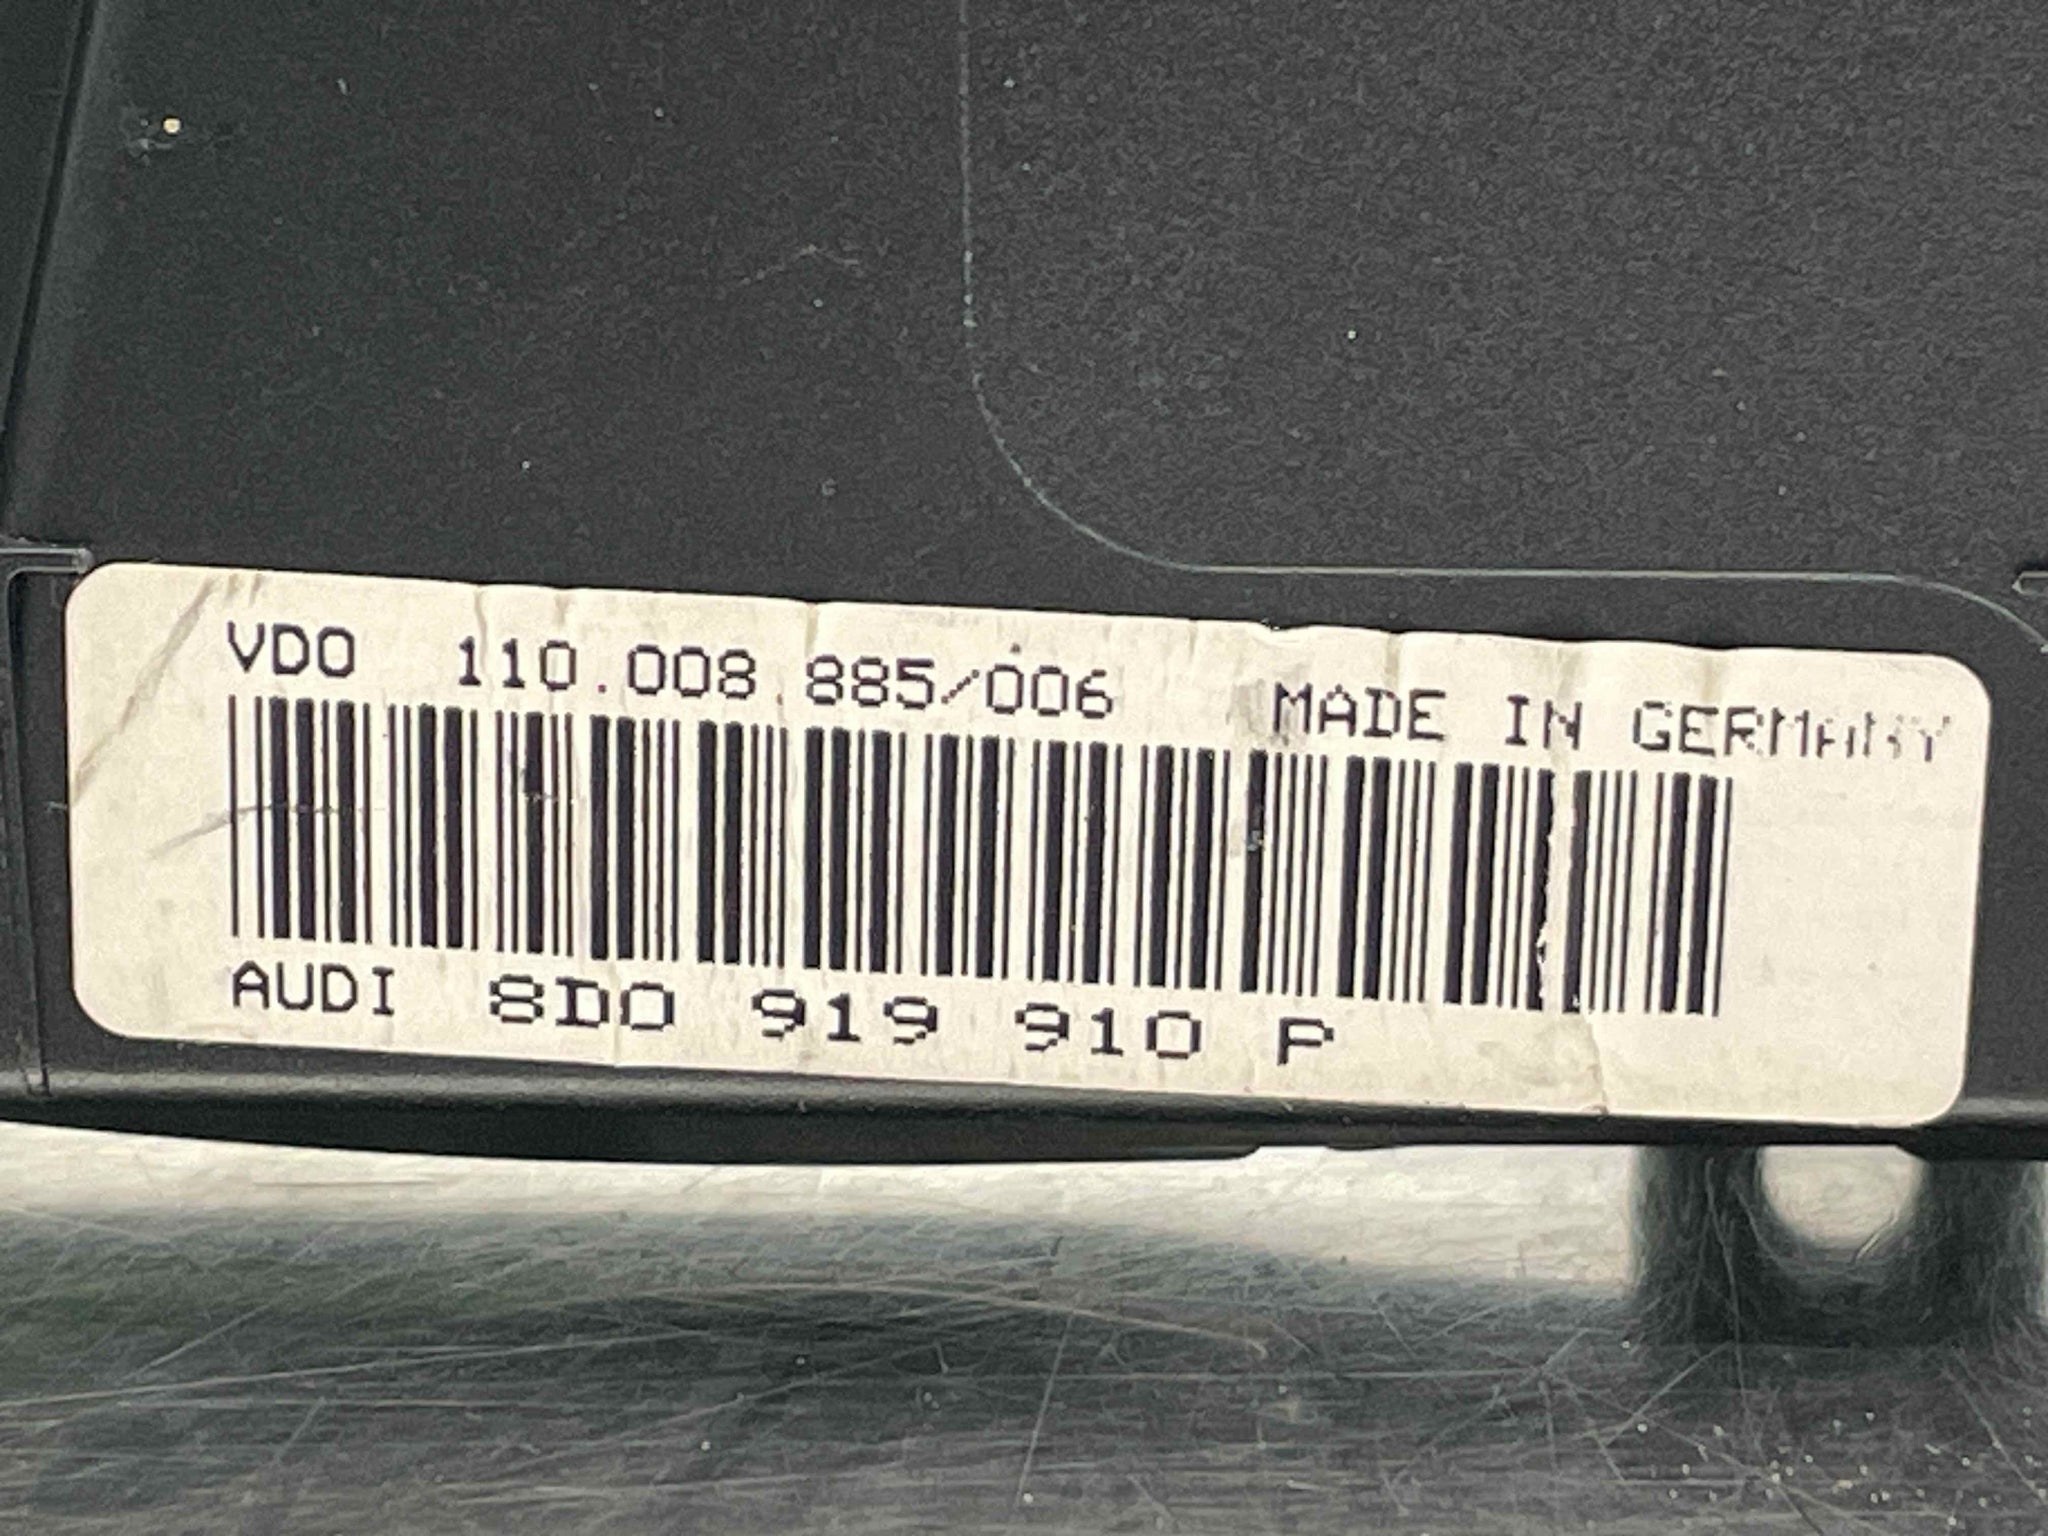 VDO 110.008.885/006 MADE IN GERMANY
AUDI 8D0 919 910 P